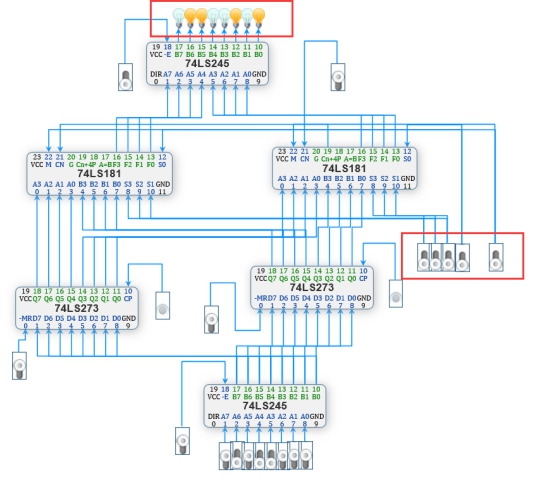 19 18 17 16 15 14 13 12 11 10
VCC -E B7 B6 B5 B4 B3 B2 B1 B0
74LS245
DIR A7 A6 A5 A4 A3 A2 A1 A0 GND
0 1 2 3 4 5 6 7 8 9
23 22 21 20 19 18 17 16 15 14 13 12
VCC M CN G Cn+4P A=BF3 F2 F1 F0 S0
74LS181
A3 A2 A1 A0 B3 B2 B1 B0 S3 S2 S1 GND
0 1 2 3 4 5 6 7 8 9 10 11
23 22 21 20 19 18 17 16 15 14 13 12
VCC M CN G Cn+4P A=BF3 F2 F1 F0 S0
74LS181
A3 A2 A1 A0 B3 B2 B1 B0 S3 S2 S1 GND
0 1 2 3 4 5 6 7 8 9 10 11
19 18 17 16 15 14 13 12 11 10
VCC Q7 Q6 Q5 Q4 Q3 Q2 Q1 Q0 CP
74LS273
-MR D7 D6 D5 D4 D3 D2 D1 D0 GND
0 1 2 3 4 5 6 7 8 9
19 18 17 16 15 14 13 12 11 10
VCC Q7 Q6 Q5 Q4 Q3 Q2 Q1 Q0 CP
74LS273
-MR D7 D6 D5 D4 D3 D2 D1 D0 GND
0 1 2 3 4 5 6 7 8 9
19 18 17 16 15 14 13 12 11 10
VCC -E B7 B6 B5 B4 B3 B2 B1 B0
74LS245
DIR A7 A6 A5 A4 A3 A2 A1 A0 GND
0 1 2 3 4 5 6 7 8 9